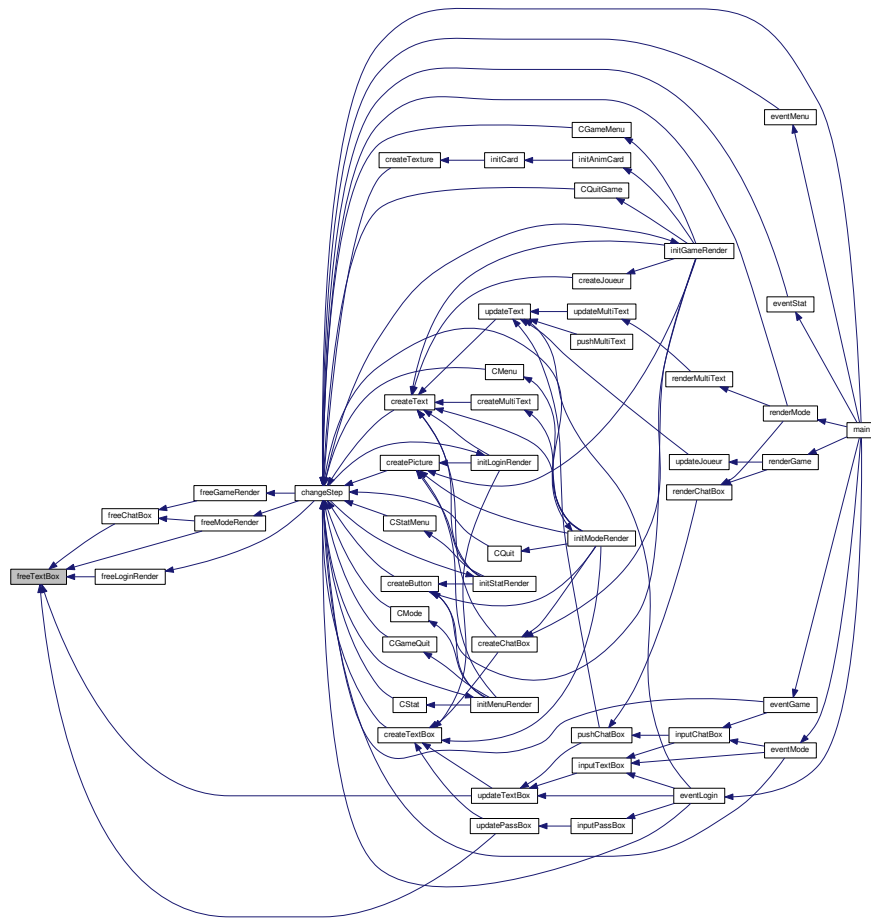 eventMenu
CGameMenu
createTexture
initCard
initAnimCard
CQuitGame
initGameRender
createJoueur
eventStat
updateText
updateMultiText
pushMultiText
CMenu
renderMultiText
createText
createMultiText
renderMode
main
createPicture
initLoginRender
updateJoueur
renderGame
freeGameRender
changeStep
renderChatBox
freeChatBox
freeModeRender
CStatMenu
initModeRender
CQuit
freeTextBox
freeLoginRender
createButton
initStatRender
CMode
CGameQuit
createChatBox
CStat
initMenuRender
eventGame
createTextBox
pushChatBox
inputChatBox
eventMode
inputTextBox
updateTextBox
eventLogin
updatePassBox
inputPassBox